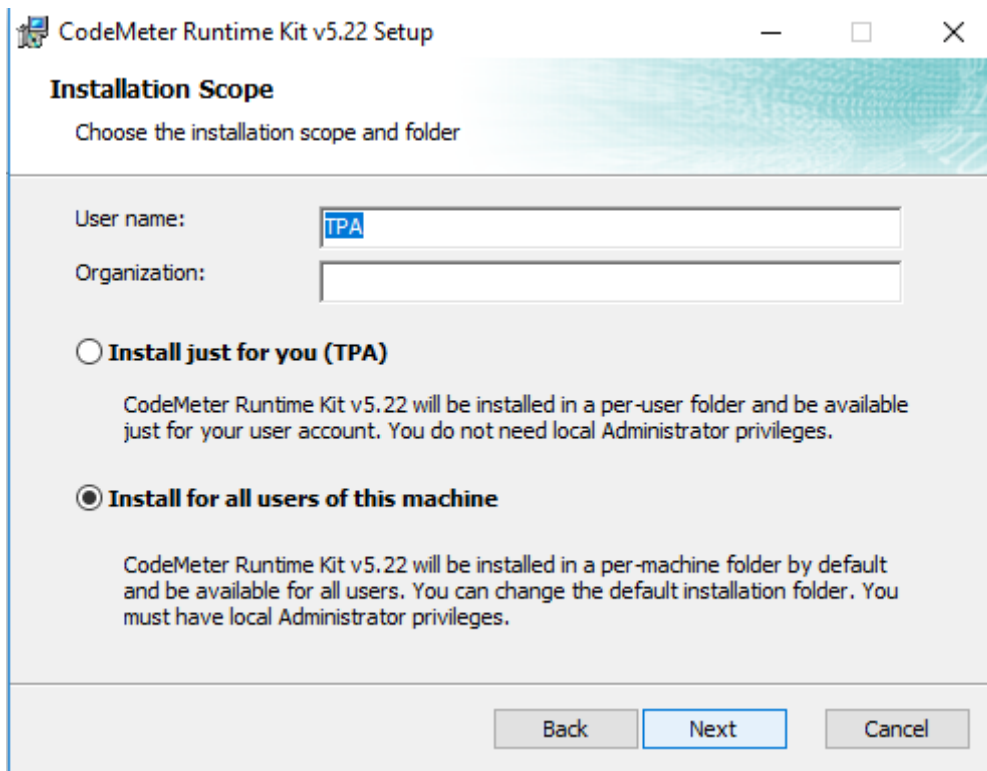 CodeMeter Runtime Kit v5.22 Setup
Installation Scope
Choose the installation scope and folder
User name:
TPA
Organization:
Install just for you (TPA)
CodeMeter Runtime Kit v5.22 will be installed in a per-user folder and be available
just for your user account. You do not need local Administrator privileges.
Install for all users of this machine
CodeMeter Runtime Kit v5.22 will be installed in a per-machine folder by default
and be available for all users. You can change the default installation folder. You
must have local Administrator privileges.
Back
Next
Cancel